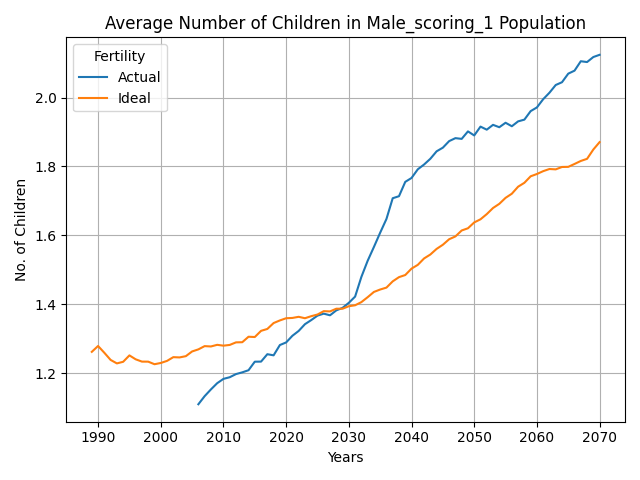 Average Number of Children in Male_scoring_1 Population
Fertility
Actual
Ideal
No. of Children
2.0
1.8
1.6
1.4
1.2
1990 2000 2010 2020 2030 2040 2050 2060 2070
Years